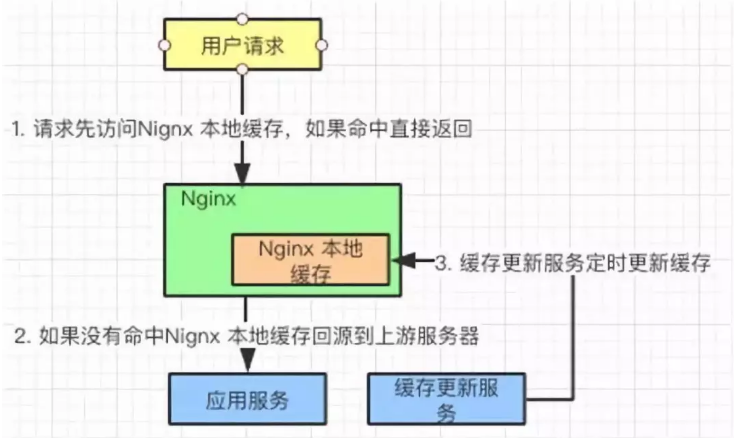 用户请求
1. 请求先访问Nignx 本地缓存，如果命中直接返回
Nginx
Nginx 本地
缓存
3. 缓存更新服务定时更新缓存
2. 如果没有命中Nignx 本地缓存回源到上游服务器
应用服务
缓存更新服
务